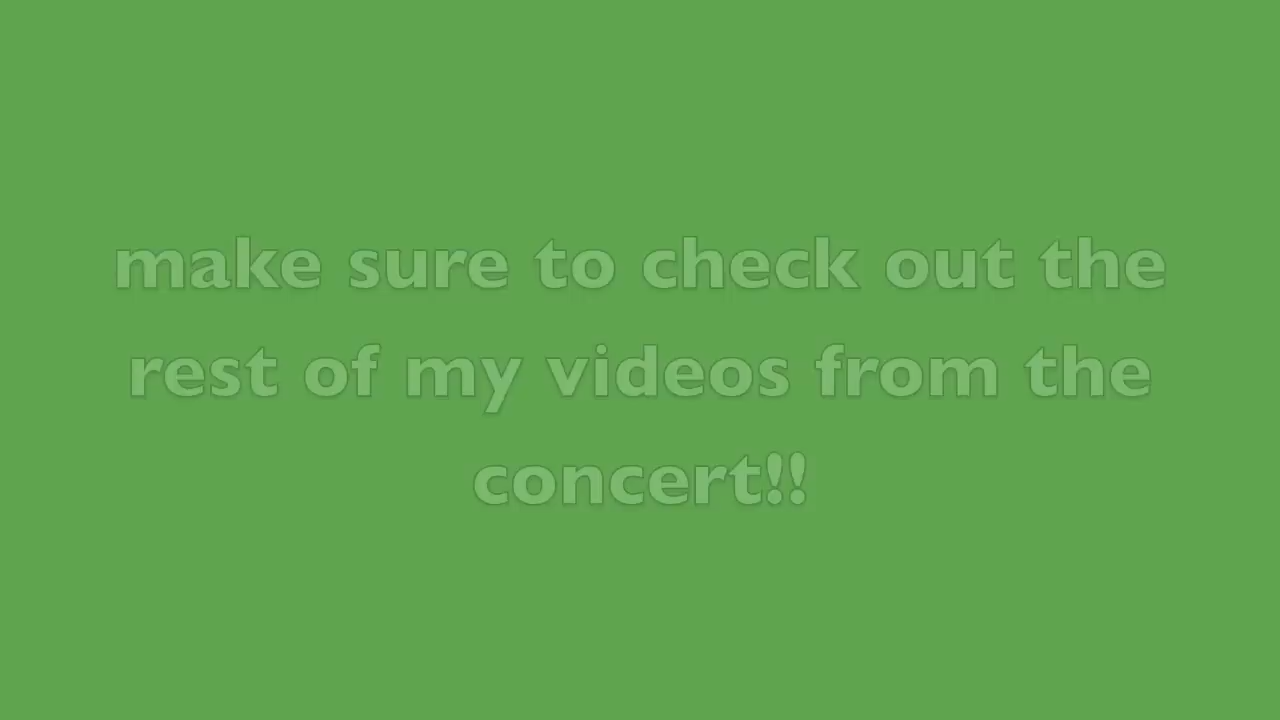 make sure to check out the
rest of my videos from the
concert!!